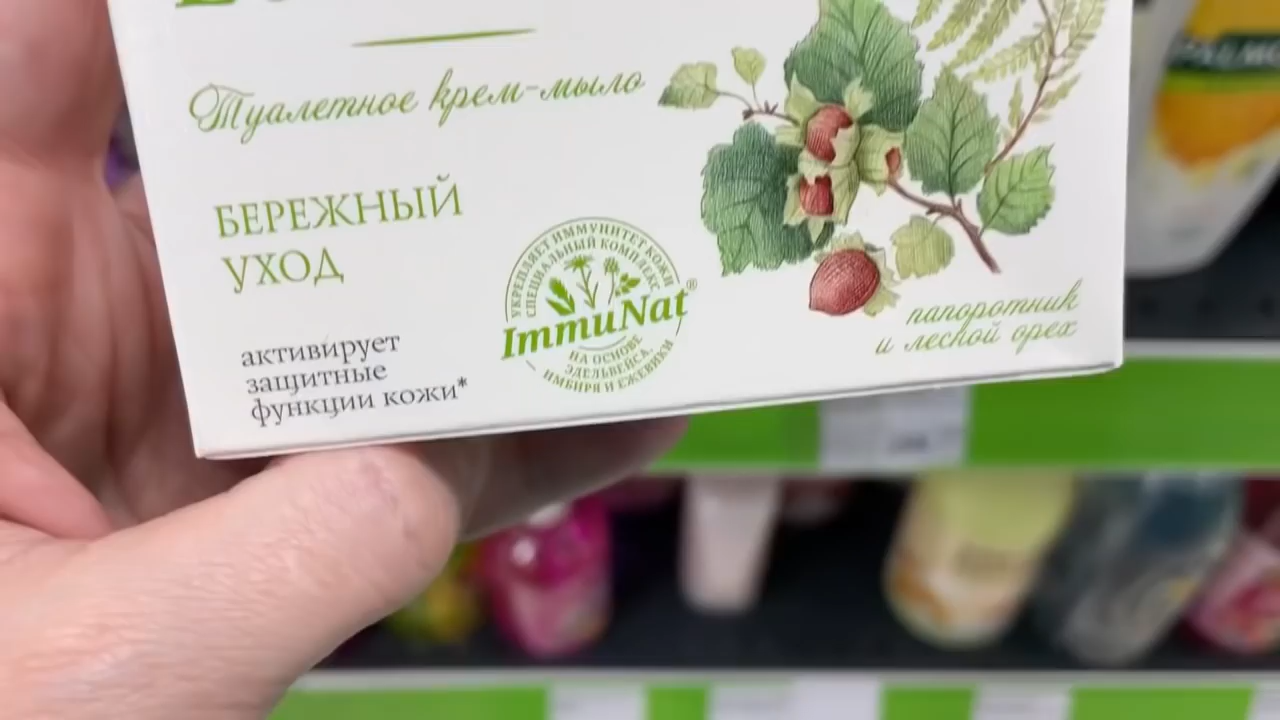 Туалетное крем-мыло
БЕРЕЖНЫЙ
УХОД
УКРЕПЛЯЕТ ИММУНИТЕТ КОЖИ
СПЕЦИАЛЬНЫЙ КОМПЛЕКС
ImmuNat®
НА ОСНОВЕ
ЭДЕЛЬВЕЙСА,
ИМБИРЯ И ЕЖЕВИКИ
активирует
защитные
функции кожи*
папоротник
и лесной орех